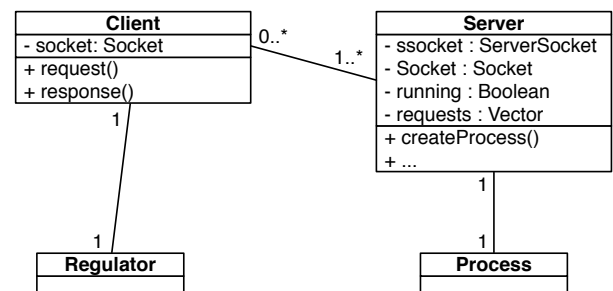 Client
- socket: Socket
+ request()
+ response()
0..*
1..*
Server
- ssocket : ServerSocket
- Socket : Socket
- running : Boolean
- requests : Vector
+ createProcess()
+ ...
1
1
1
1
Regulator
Process